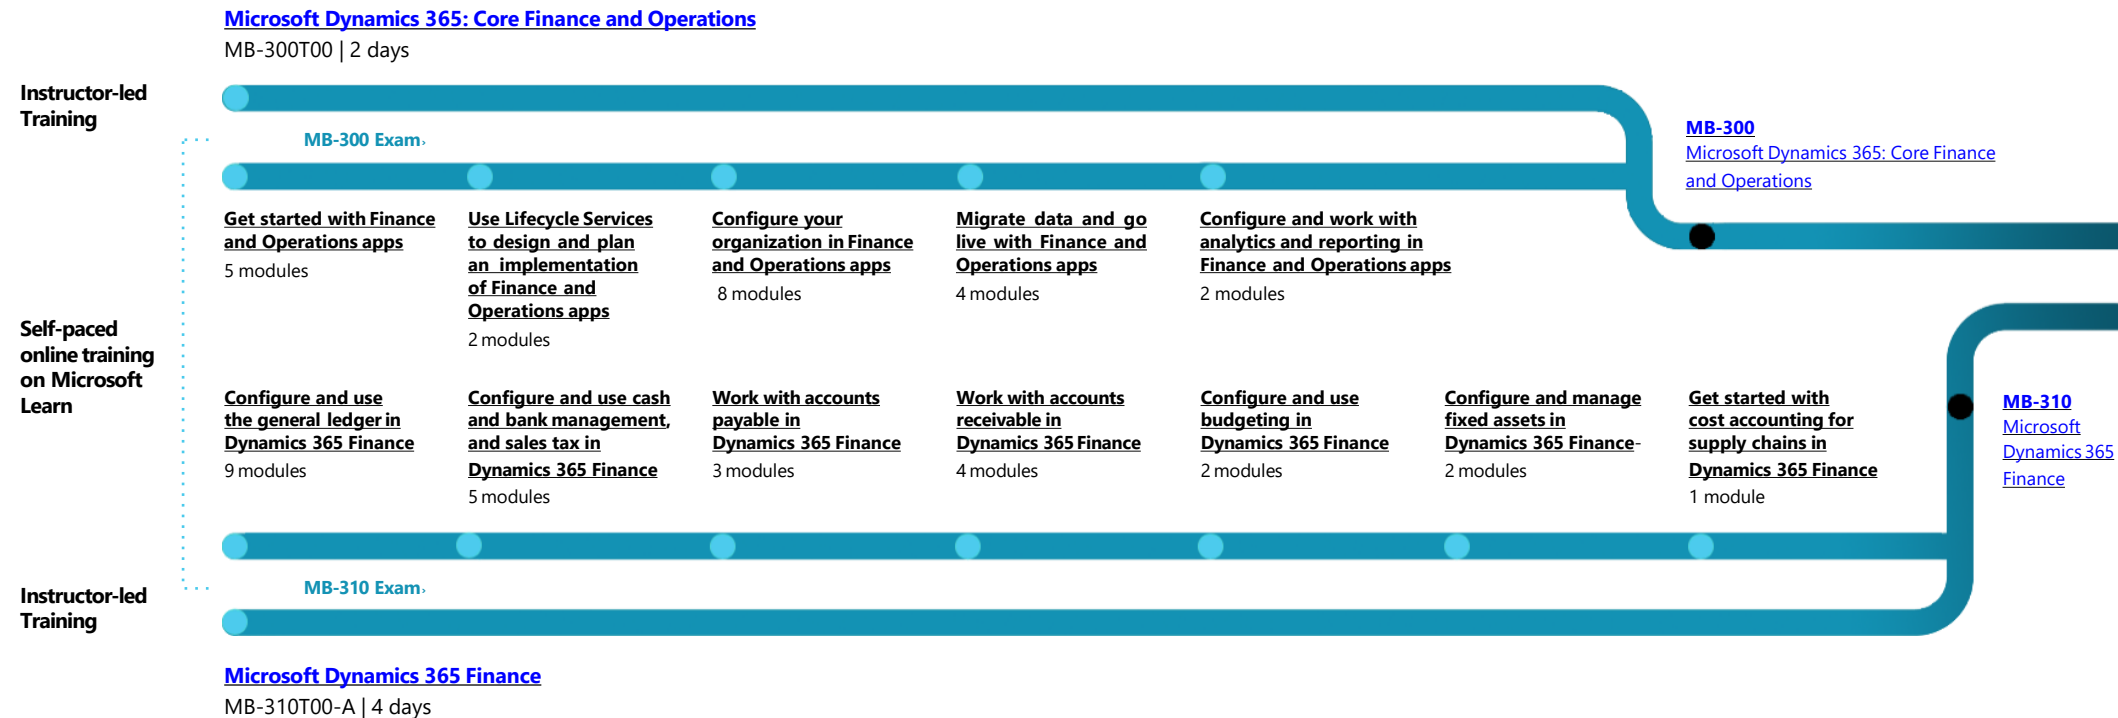 Microsoft Dynamics 365: Core Finance and Operations
MB-300T00 | 2 days
Instructor-led
Training
MB-300 Exam›
MB-300
Microsoft Dynamics 365: Core Finance
and Operations
Get started with Finance
and Operations apps
5 modules
Use Lifecycle Services
to design and plan
an implementation
of Finance and
Operations apps
2 modules
Configure your
organization in Finance
and Operations apps
8 modules
Migrate data and go
live with Finance and
Operations apps
4 modules
Configure and work with
analytics and reporting in
Finance and Operations apps
2 modules
Self-paced
online training
on Microsoft
Learn
Configure and use
the general ledger in
Dynamics 365 Finance
9 modules
Configure and use cash
and bank management,
and sales tax in
Dynamics 365 Finance
5 modules
Work with accounts
payable in
Dynamics 365 Finance
3 modules
Work with accounts
receivable in
Dynamics 365 Finance
4 modules
Configure and use
budgeting in
Dynamics 365 Finance
2 modules
Configure and manage
fixed assets in
Dynamics 365 Finance-
2 modules
Get started with
cost accounting for
supply chains in
Dynamics 365 Finance
1 module
MB-310
Microsoft
Dynamics 365
Finance
MB-310 Exam›
Instructor-led
Training
Microsoft Dynamics 365 Finance
MB-310T00-A | 4 days